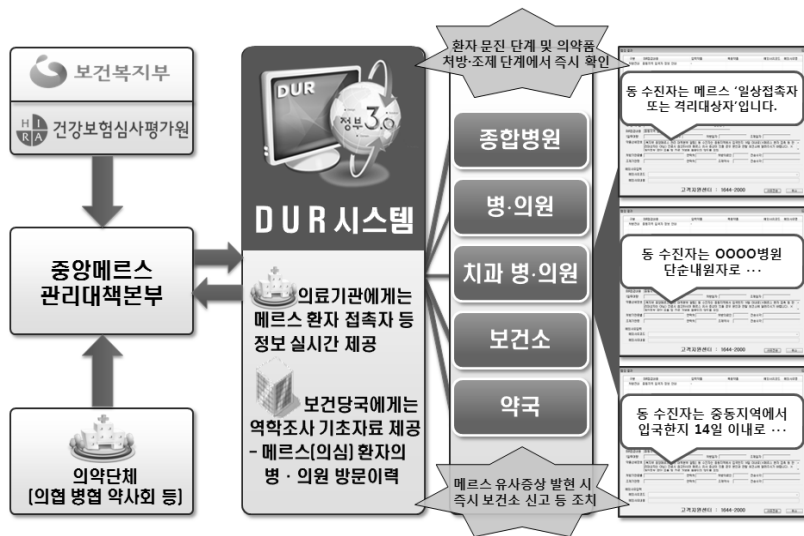 보건복지부
HIRA
건강보험심사평가원
중앙메르스
관리대책본부
의약단체
(의협 병협 약사회 등)
DUR
정부 3.0
DUR 시스템
의료기관에게는
메르스 환자 접촉자 등
정보 실시간 제공
보건당국에게는
역학조사 기초자료 제공
- 메르스(의심) 환자의
병·의원 방문이력
환자 문진 단계 및 의약품
처방·조제 단계에서 즉시 확인
종합병원
병·의원
치과 병·의원
보건소
약국
메르스 유사증상 발현 시
즉시 보건소 신고 등 조치
동 수진자는 메르스 '일상접촉자
또는 격리대상자'입니다.
고객지원센터 : 1644-2000
동 수진자는 OOOO병원
단순내원자로 ···
고객지원센터 : 1644-2000
동 수진자는 중동지역에서
입국한지 14일 이내로 ···
고객지원센터 : 1644-2000